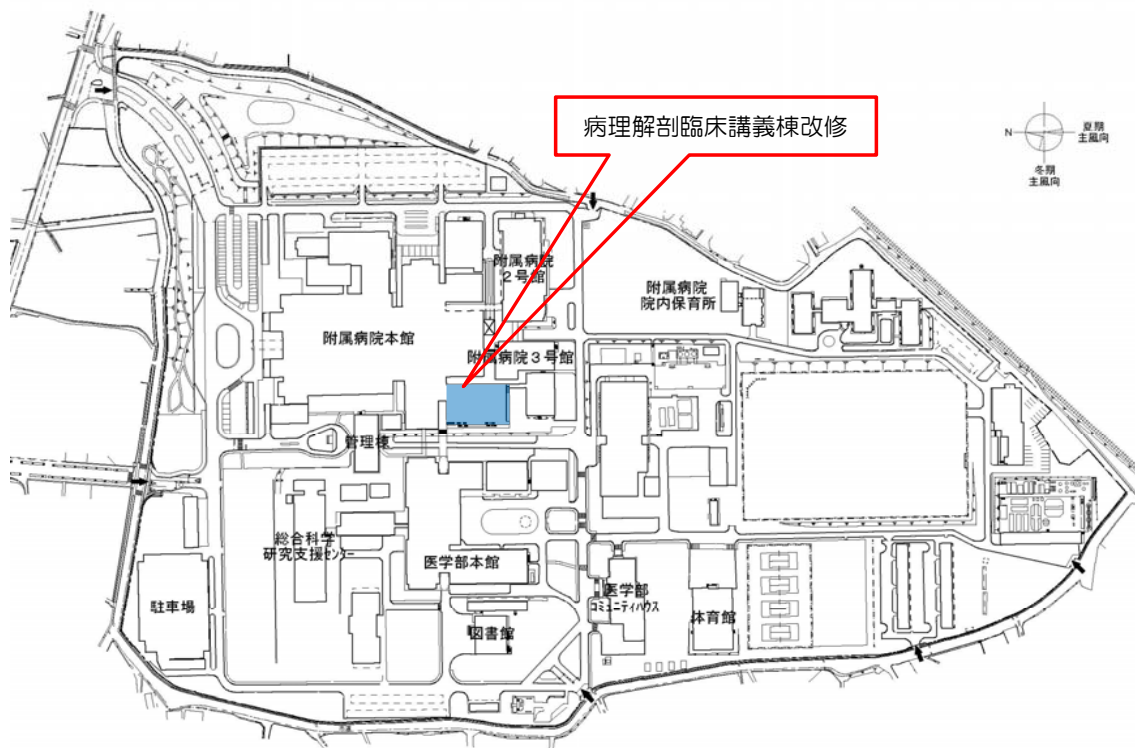 病理解剖臨床講義棟改修
N
夏期
主風向
冬期
主風向
附属病院
2号館
附属病院
院内保育所
附属病院本館
附属病院3号館
管理棟
総合科学
研究支援センター
医学部本館
駐車場
医学部
コミュニティハウス
体育館
図書館